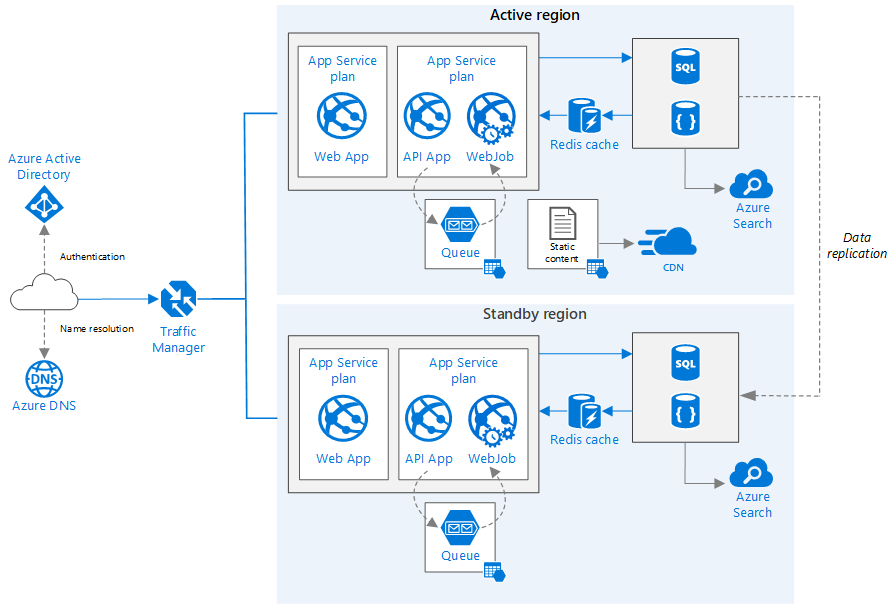 Active region
App Service
plan
Web App
App Service
plan
API App
WebJob
SQL
{ }
Redis cache
Azure
Search
Queue
Static
content
CDN
Data
replication
Azure Active
Directory
Authentication
Name resolution
Traffic
Manager
DNS
Azure DNS
Standby region
App Service
plan
Web App
App Service
plan
API App
WebJob
SQL
{ }
Redis cache
Azure
Search
Queue